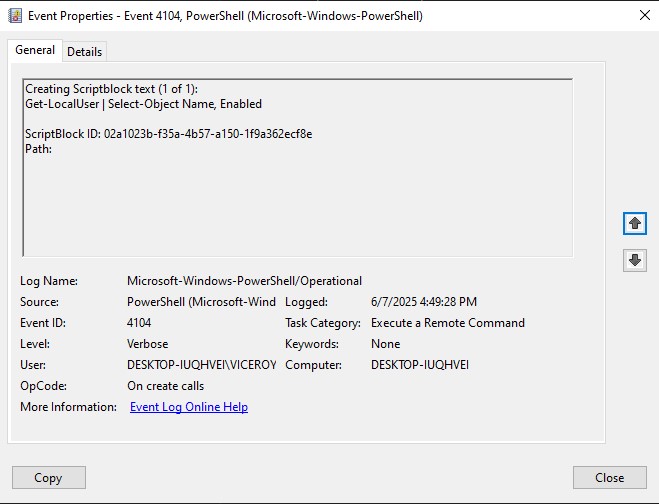 Event Properties - Event 4104, PowerShell (Microsoft-Windows-PowerShell)
General Details
Creating Scriptblock text (1 of 1):
Get-LocalUser | Select-Object Name, Enabled
ScriptBlock ID: 02a1023b-f35a-4b57-a150-1f9a362ecf8e
Path:
Log Name: Microsoft-Windows-PowerShell/Operational
Source: PowerShell (Microsoft-Wind Logged: 6/7/2025 4:49:28 PM
Event ID: 4104 Task Category: Execute a Remote Command
Level: Verbose Keywords: None
User: DESKTOP-IUQHVEI\VICEROY Computer: DESKTOP-IUQHVEI
OpCode: On create calls
More Information: Event Log Online Help
Copy Close